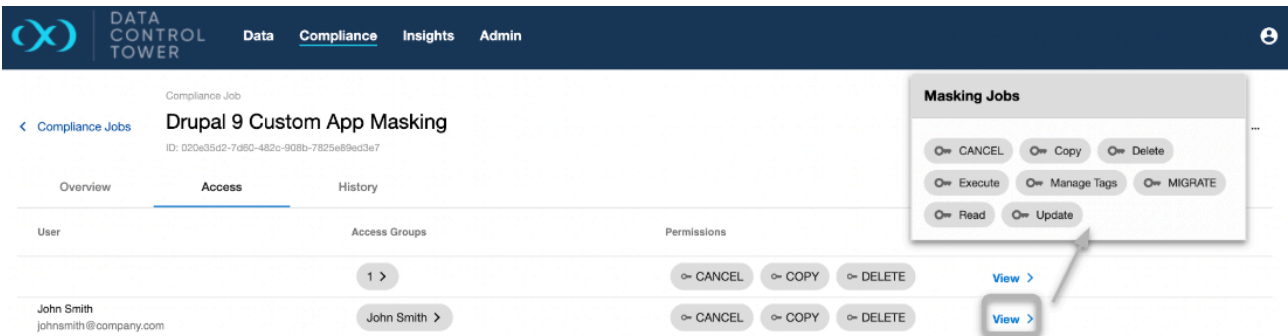 DATA
CONTROL
TOWER
Data Compliance Insights Admin
Compliance Job
Compliance Jobs
Drupal 9 Custom App Masking
ID: 020e35d2-7d60-482c-908b-7825e89ed3e7
...
Overview Access History
Masking Jobs
CANCEL Copy Delete
Execute Manage Tags MIGRATE
Read Update
User Access Groups Permissions
1 CANCEL COPY DELETE View
John Smith
johnsmith@company.com
John Smith CANCEL COPY DELETE View